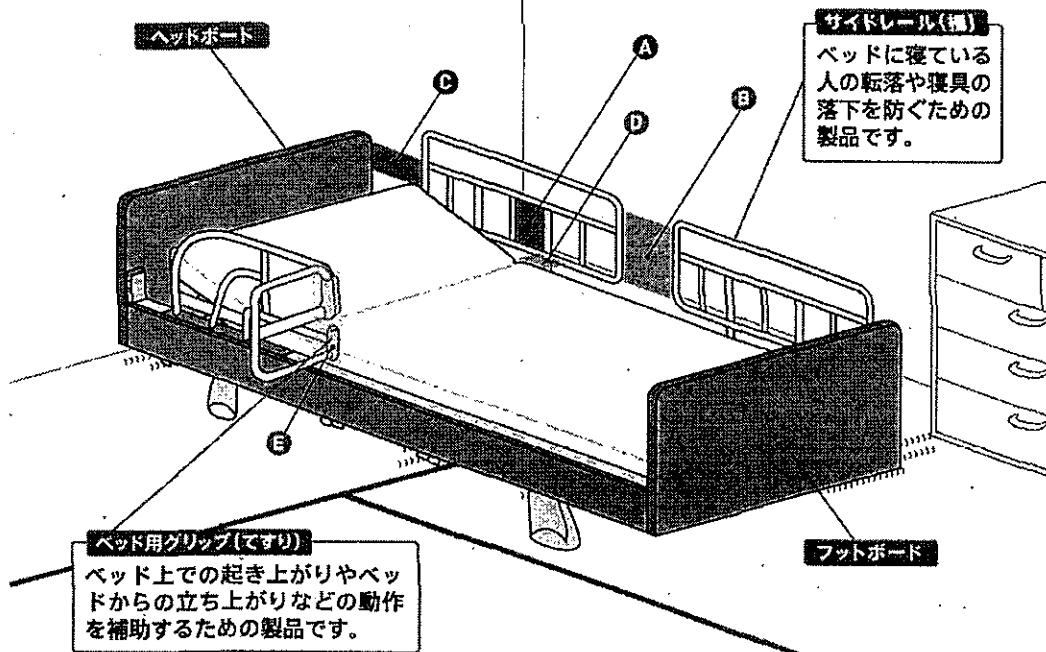 ヘッドボード
サイドレール(柵)
ベッドに寝ている
人の転落や寝具の
落下を防ぐための
製品です。
A
C
B
D
E
ベッド用グリップ(てすり)
ベッド上での起き上がりやベッ
ドからの立ち上がりなどの動作
を補助するための製品です。
フットボード